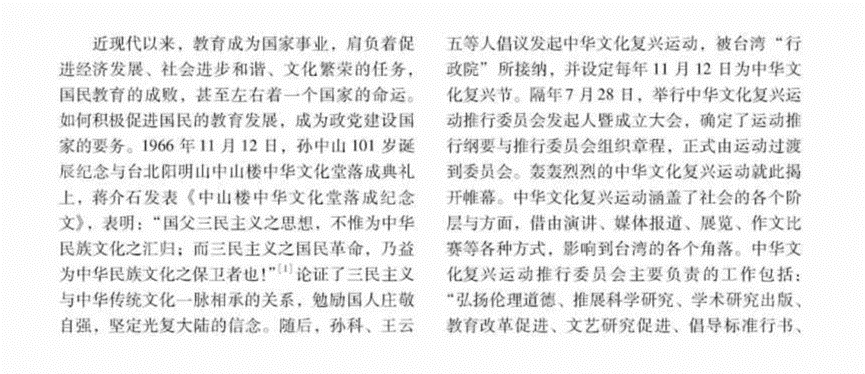 近现代以来，教育成为国家事业，肩负着促
进经济发展、社会进步和谐、文化繁荣的任务，
国民教育的成败，甚至左右着一个国家的命运。
如何积极促进国民的教育发展，成为政党建设国
家的要务。1966 年 11 月 12 日，孙中山 101 岁诞
辰纪念与台北阳明山中山楼中华文化堂落成典礼
上，蒋介石发表《中山楼中华文化堂落成纪念
文》，表明：“国父三民主义之思想，不惟为中华
民族文化之汇归；而三民主义之国民革命，乃益
为中华民族文化之保卫者也！”[1]论证了三民主义
与中华传统文化一脉相承的关系，勉励国人庄敬
自强，坚定光复大陆的信念。随后，孙科、王云
五等人倡议发起中华文化复兴运动，被台湾“行
政院”所接纳，并设定每年 11 月 12 日为中华文
化复兴节。隔年 7 月 28 日，举行中华文化复兴运
动推行委员会发起人暨成立大会，确定了运动推
行纲要与推行委员会组织章程，正式由运动过渡
到委员会。轰轰烈烈的中华文化复兴运动就此揭
开帷幕。中华文化复兴运动涵盖了社会的各个阶
层与方面，借由演讲、媒体报道、展览、作文比
赛等各种方式，影响到台湾的各个角落。中华文
化复兴运动推行委员会主要负责的工作包括：
“弘扬伦理道德、推展科学研究、学术研究出版、
教育改革促进、文艺研究促进、倡导标准行书、